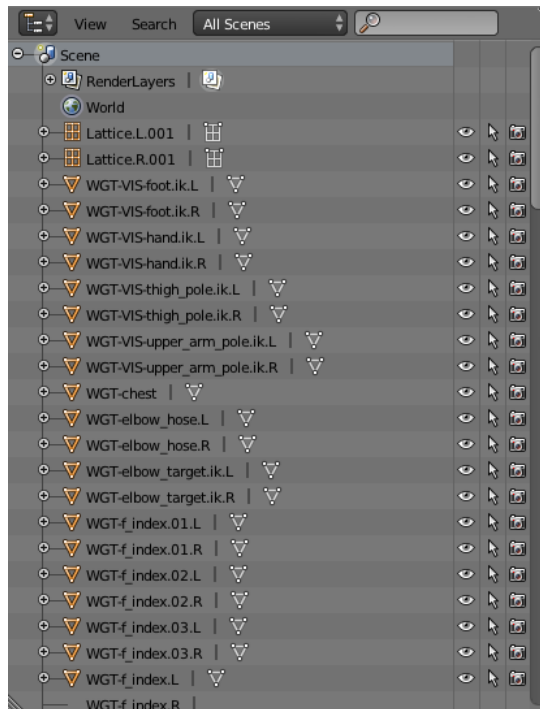 View Search All Scenes
Scene
RenderLayers |
World
Lattice.L.001 |
Lattice.R.001 |
WGT-VIS-foot.ik.L |
WGT-VIS-foot.ik.R |
WGT-VIS-hand.ik.L |
WGT-VIS-hand.ik.R |
WGT-VIS-thigh_pole.ik.L |
WGT-VIS-thigh_pole.ik.R |
WGT-VIS-upper_arm_pole.ik.L |
WGT-VIS-upper_arm_pole.ik.R |
WGT-chest |
WGT-elbow_hose.L |
WGT-elbow_hose.R |
WGT-elbow_target.ik.L |
WGT-elbow_target.ik.R |
WGT-f_index.01.L |
WGT-f_index.01.R |
WGT-f_index.02.L |
WGT-f_index.02.R |
WGT-f_index.03.L |
WGT-f_index.03.R |
WGT-f_index.L |
WGT-f_index.R |